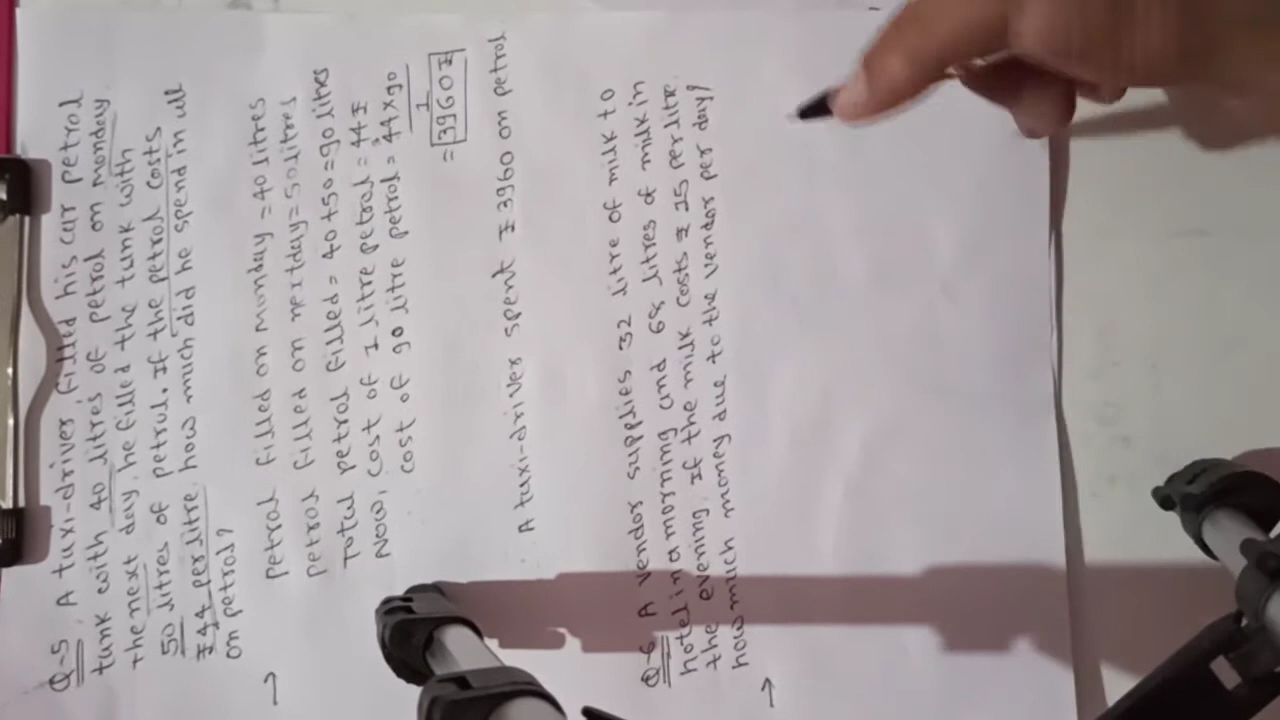 Q-5. A taxi-driver, filled his car petrol
tank with 40 litres of petrol on monday.
the next day, he filled the tank with
50 litres of petrol. If the petrol costs
₹44 per litre, how much did he spend in all
on petrol?
→ petrol filled on monday = 40 litres
petrol filled on nextday = 50 litres
Total petrol filled = 40 + 50 = 90 litres
Now, cost of 1 litre petrol = 44 ₹
cost of 90 litre petrol = 44 × 90
= 3960 ₹
A taxi-driver spent ₹ 3960 on petrol
Q-6 A vendor supplies 32 litre of milk to
hotel in a morning and 68 litres of milk in
the evening. If the milk costs ₹ 15 per litre.
how much money due to the vendor per day?
→